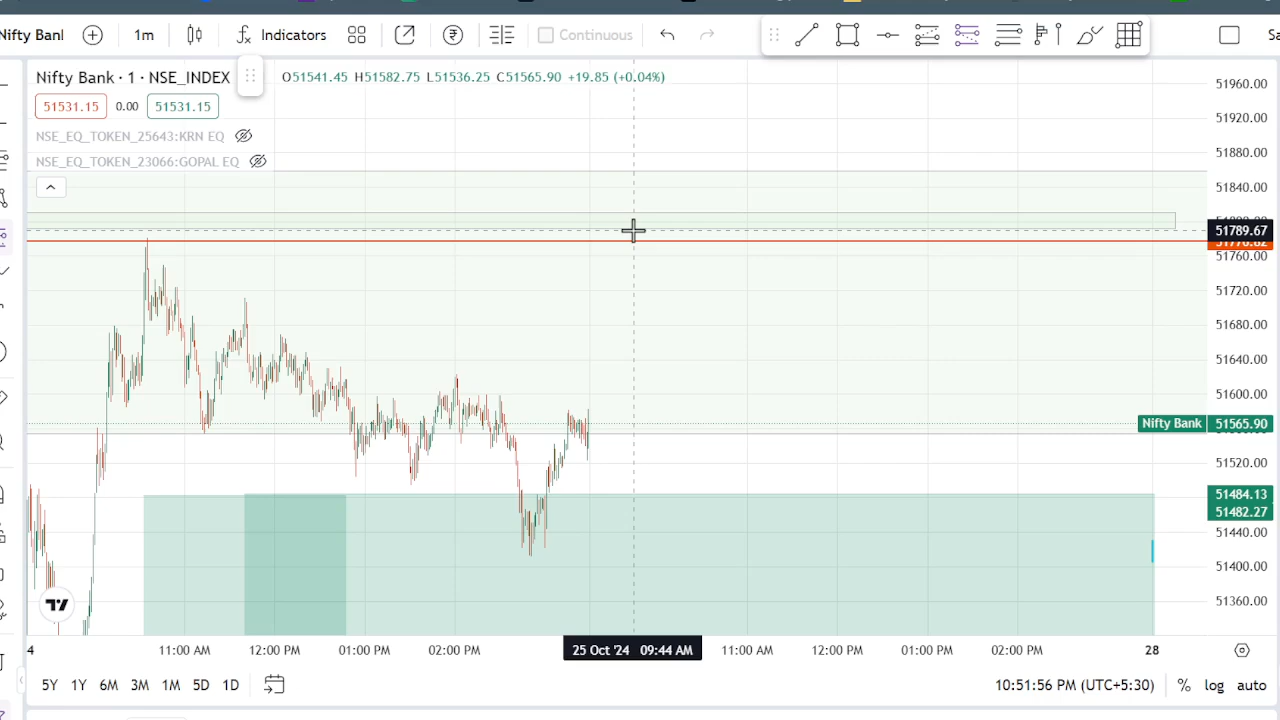 Nifty Banl 1m Indicators Continuous Sa
Nifty Bank · 1 · NSE_INDEX O51541.45 H51582.75 L51536.25 C51565.90 +19.85 (+0.04%)
51531.15 0.00 51531.15
NSE_EQ_TOKEN_25643:KRN EQ
NSE_EQ_TOKEN_23066:GOPAL EQ
51960.00
51920.00
51880.00
51840.00
51789.67
51760.00
51720.00
51680.00
51640.00
51600.00
Nifty Bank 51565.90
51520.00
51484.13
51482.27
51440.00
51400.00
51360.00
4 11:00 AM 12:00 PM 01:00 PM 02:00 PM 25 Oct '24 09:44 AM 11:00 AM 12:00 PM 01:00 PM 02:00 PM 28
5Y 1Y 6M 3M 1M 5D 1D 10:51:56 PM (UTC+5:30) % log auto